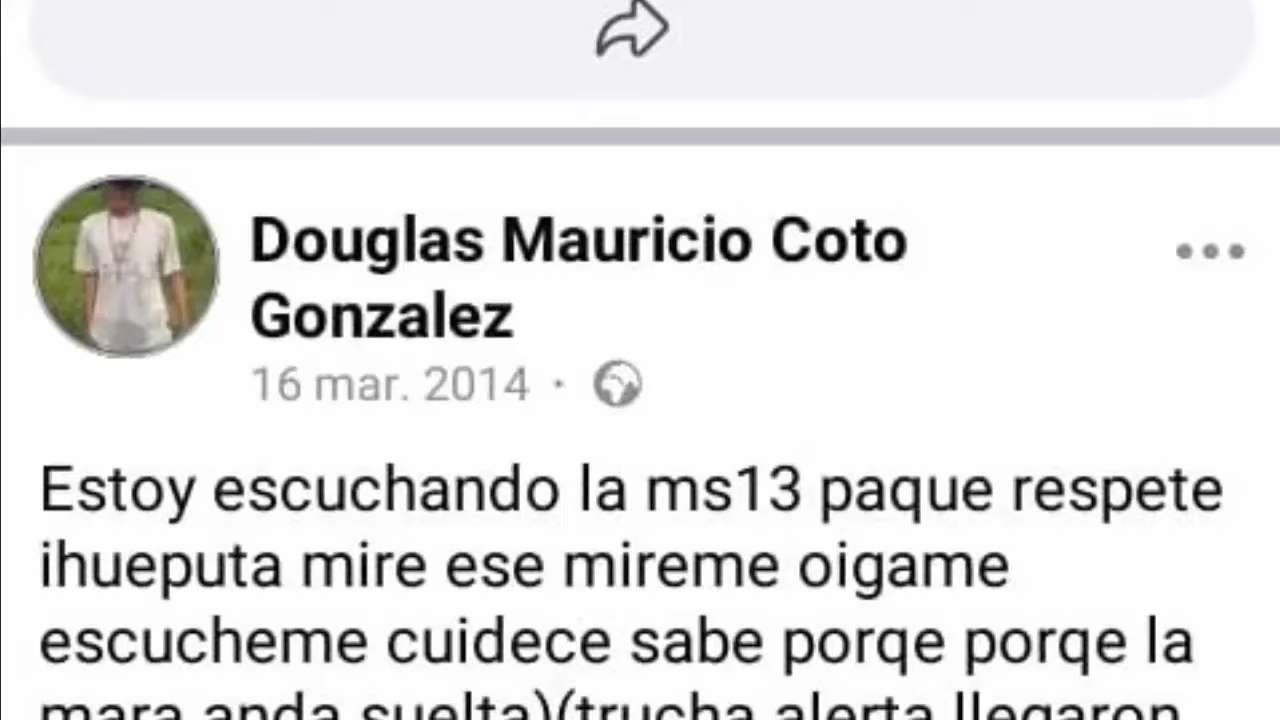 Douglas Mauricio Coto
Gonzalez
16 mar. 2014 ·
Estoy escuchando la ms13 paque respete
ihueputa mire ese mireme oigame
escucheme cuidece sabe porqe porqe la
mara anda suelta)(trucha alerta llegaron